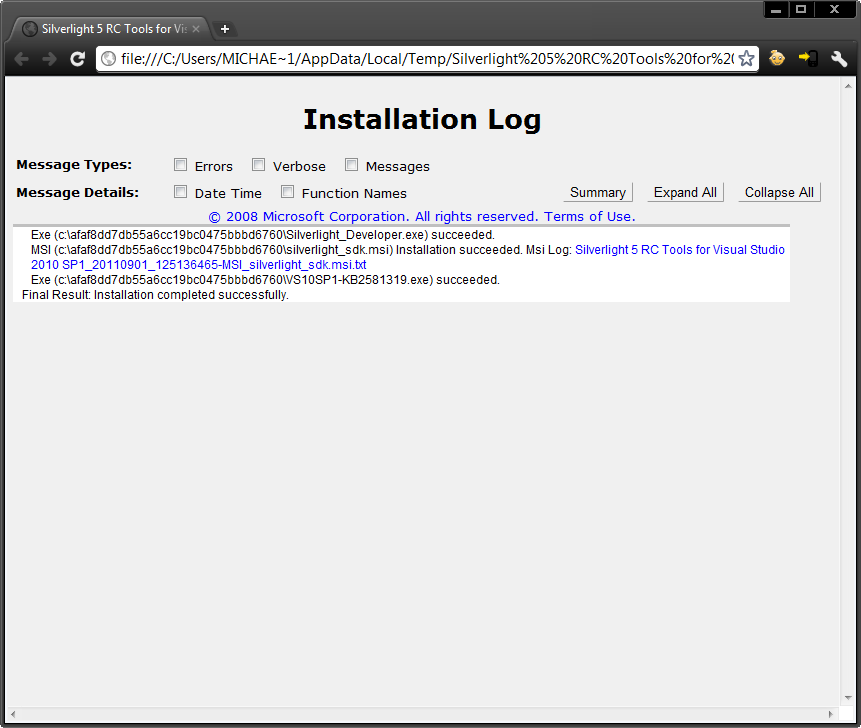 Silverlight 5 RC Tools for Vis
file:///C:/Users/MICHAE~1/AppData/Local/Temp/Silverlight%205%20RC%20Tools%20for%20
Installation Log
Message Types: Errors Verbose Messages
Message Details: Date Time Function Names Summary Expand All Collapse All
© 2008 Microsoft Corporation. All rights reserved. Terms of Use.
Exe (c:\afaf8dd7db55a6cc19bc0475bbbd6760\Silverlight_Developer.exe) succeeded.
MSI (c:\afaf8dd7db55a6cc19bc0475bbbd6760\silverlight_sdk.msi) Installation succeeded. Msi Log: Silverlight 5 RC Tools for Visual Studio
2010 SP1_20110901_125136465-MSI_silverlight_sdk.msi.txt
Exe (c:\afaf8dd7db55a6cc19bc0475bbbd6760\VS10SP1-KB2581319.exe) succeeded.
Final Result: Installation completed successfully.